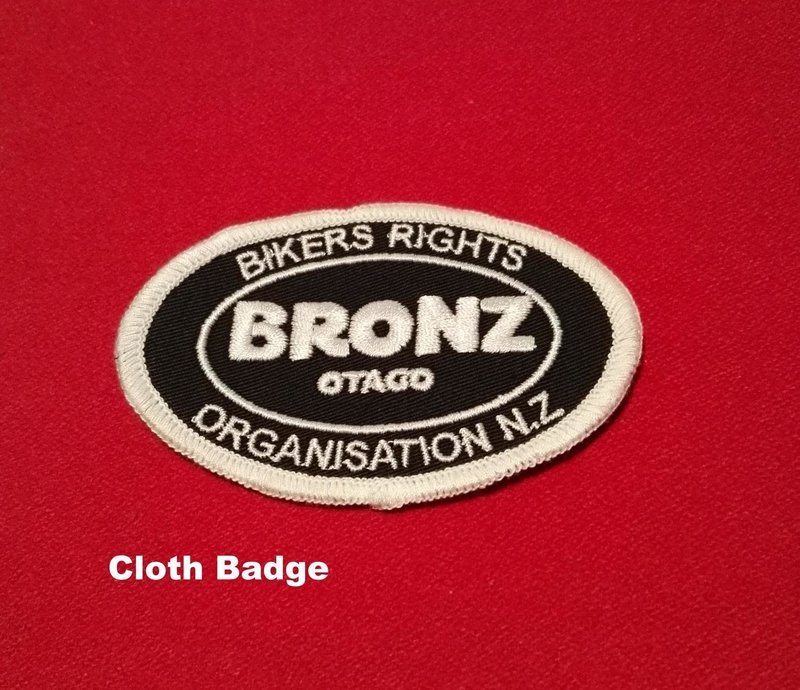 BIKERS RIGHTS
BRONZ
OTAGO
ORGANISATION N.Z
Cloth Badge